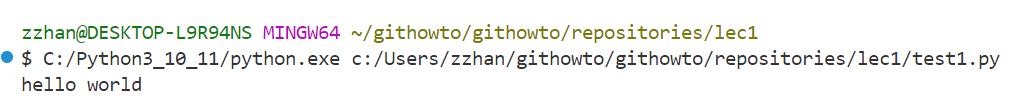 zzhan@DESKTOP-L9R94NS MINGW64 ~/githowto/githowto/repositories/lec1
$ C:/Python3_10_11/python.exe c:/Users/zzhan/githowto/githowto/repositories/lec1/test1.py
hello world